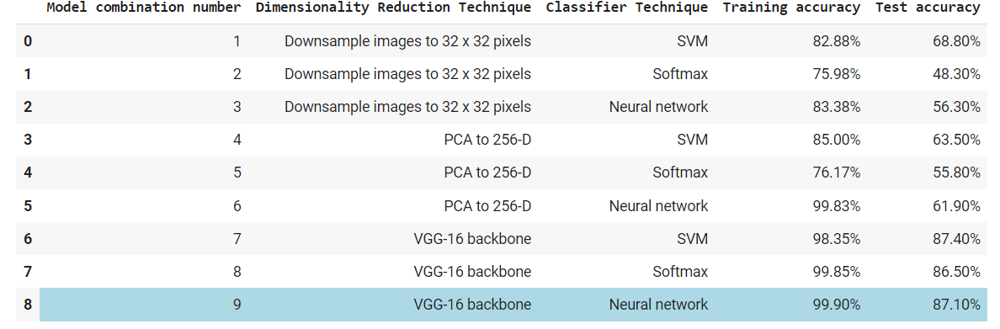 Model combination number Dimensionality Reduction Technique Classifier Technique Training accuracy Test accuracy
0 1 Downsample images to 32 x 32 pixels SVM 82.88% 68.80%
1 2 Downsample images to 32 x 32 pixels Softmax 75.98% 48.30%
2 3 Downsample images to 32 x 32 pixels Neural network 83.38% 56.30%
3 4 PCA to 256-D SVM 85.00% 63.50%
4 5 PCA to 256-D Softmax 76.17% 55.80%
5 6 PCA to 256-D Neural network 99.83% 61.90%
6 7 VGG-16 backbone SVM 98.35% 87.40%
7 8 VGG-16 backbone Softmax 99.85% 86.50%
8 9 VGG-16 backbone Neural network 99.90% 87.10%